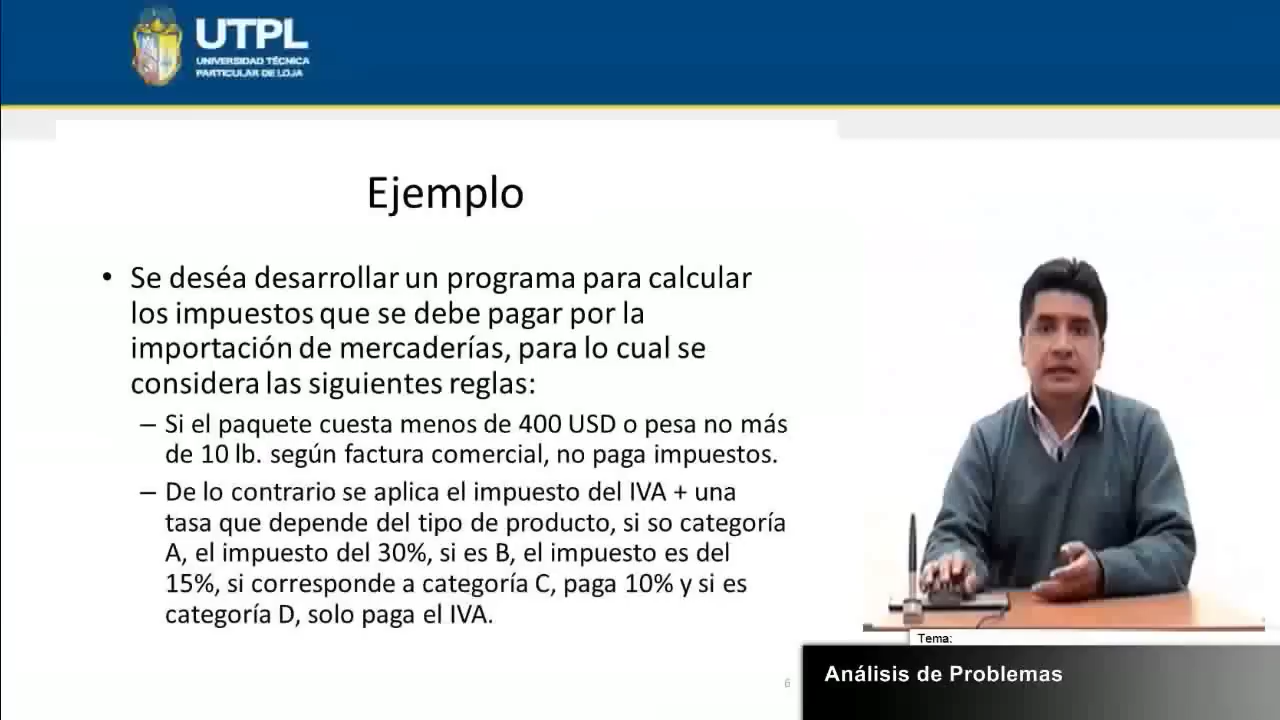 UTPL
UNIVERSIDAD TÉCNICA
PARTICULAR DE LOJA
Ejemplo
• Se deséa desarrollar un programa para calcular
los impuestos que se debe pagar por la
importación de mercaderías, para lo cual se
considera las siguientes reglas:
– Si el paquete cuesta menos de 400 USD o pesa no más
de 10 lb. según factura comercial, no paga impuestos.
– De lo contrario se aplica el impuesto del IVA + una
tasa que depende del tipo de producto, si so categoría
A, el impuesto del 30%, si es B, el impuesto es del
15%, si corresponde a categoría C, paga 10% y si es
categoría D, solo paga el IVA.
6
Tema:
Análisis de Problemas